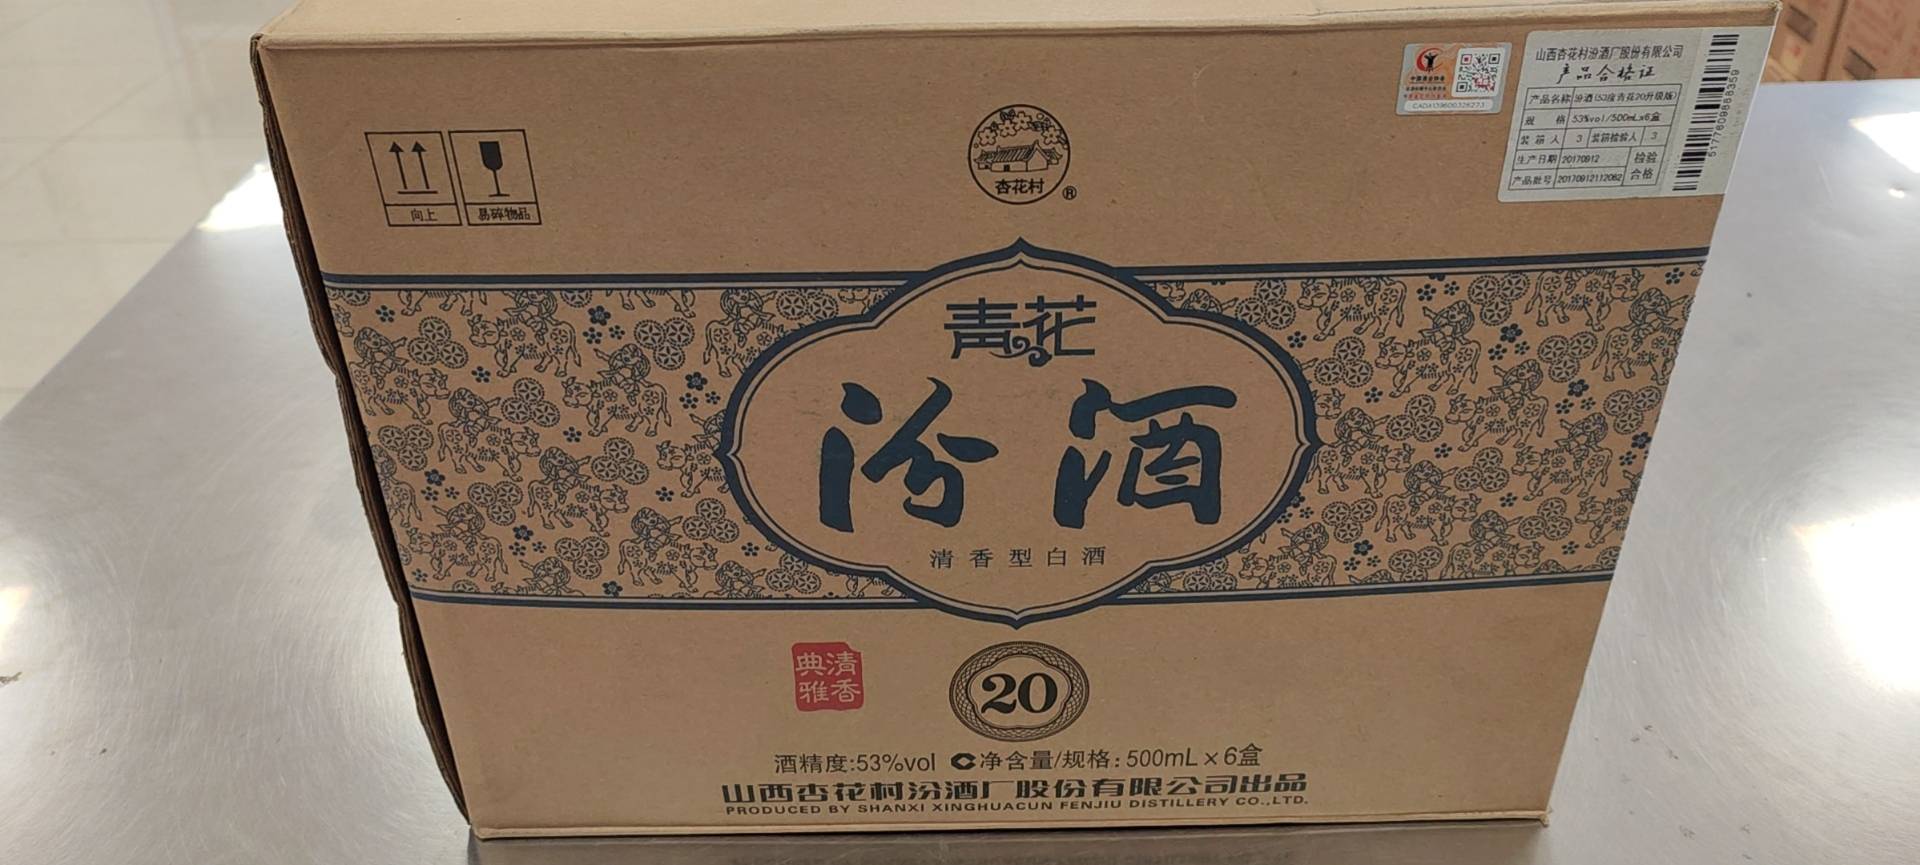 山西杏花村汾酒厂股份有限公司
产品合格证
产品名称 汾酒(53度青花20升级版)
规 格 53%vol/500mL×6盒
装箱人 3 装箱检验人 3
生产日期 20170912 检验
产品批号 20170912112062 合格
向上
易碎物品
杏花村
®
青花
汾酒
清香型白酒
清香
典雅
20
酒精度:53%vol 净含量/规格:500mL×6盒
山西杏花村汾酒厂股份有限公司出品
PRODUCED BY SHANXI XINGHUACUN FENJIU DISTILLERY CO.,LTD.